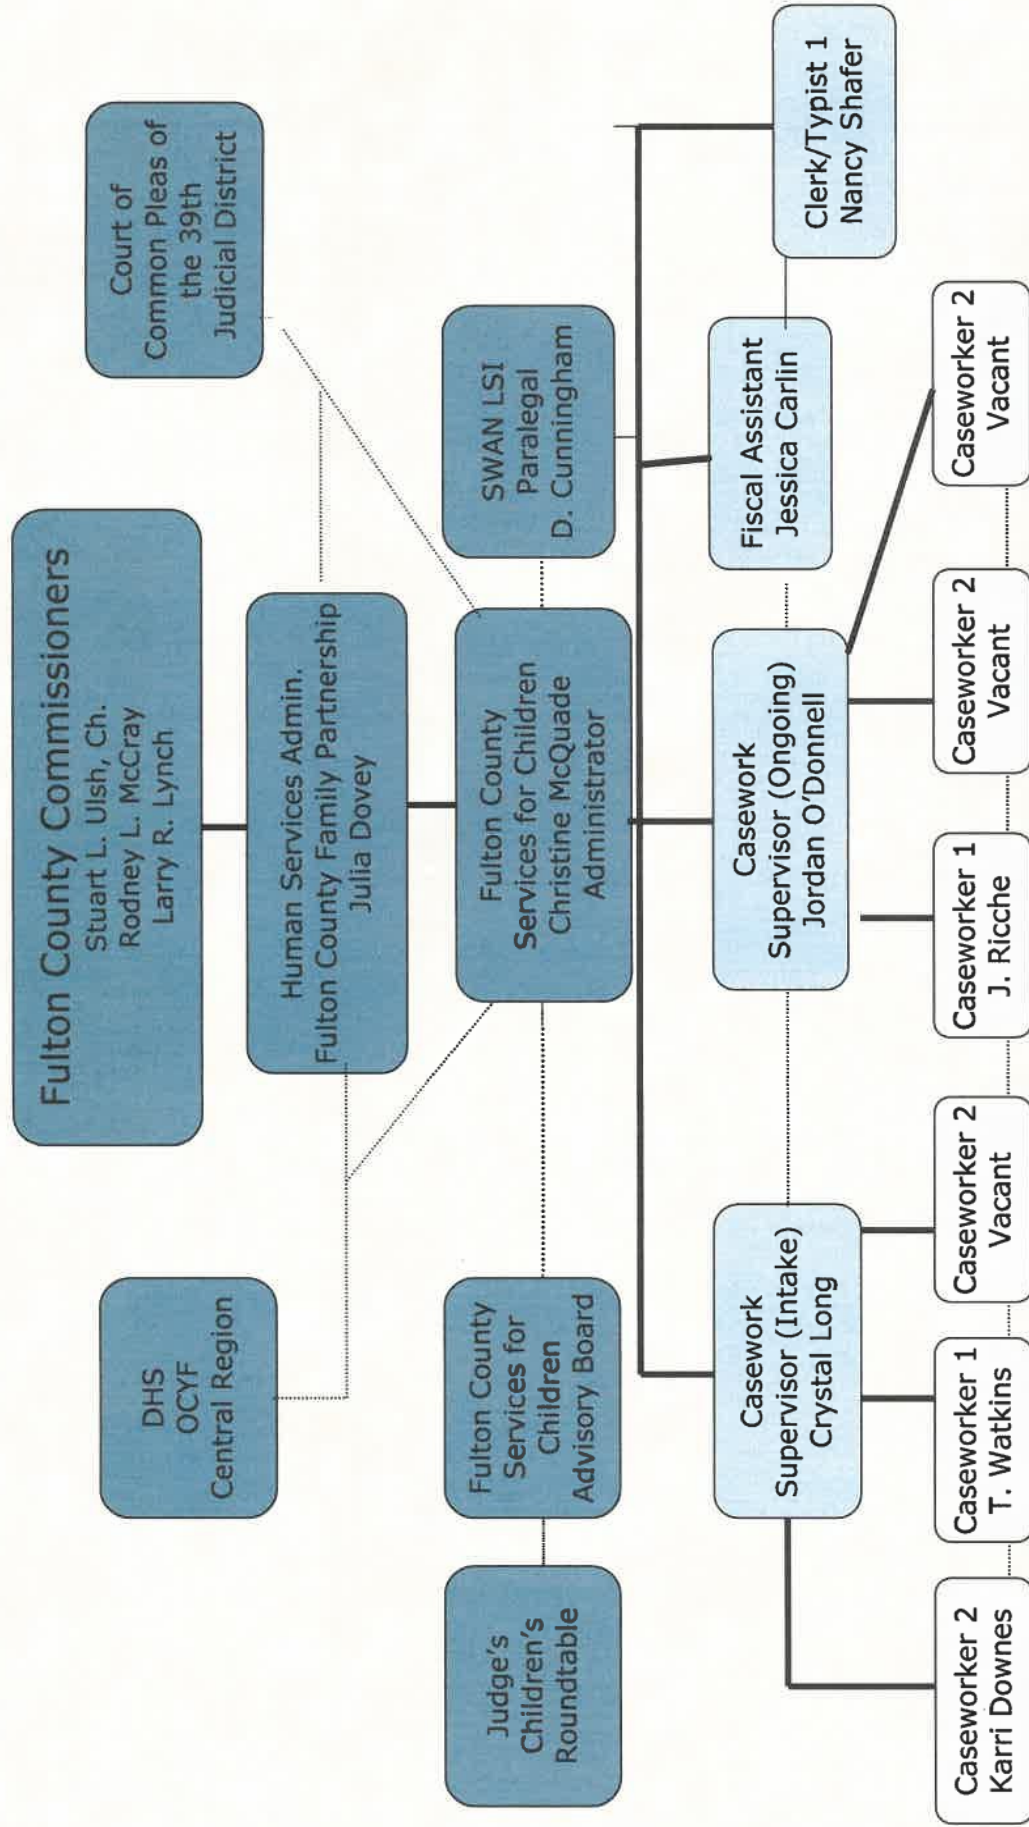 Fulton County Commissioners
Stuart L. Ulsh, Ch.
Rodney L. McCray
Larry R. Lynch
DHS
OCYF
Central Region
Human Services Admin.
Fulton County Family Partnership
Julia Dovey
Court of
Common Pleas of
the 39th
Judicial District
Judge's
Children's
Roundtable
Fulton County
Services for
Children
Advisory Board
Fulton County
Services for Children
Christine McQuade
Administrator
SWAN LSI
Paralegal
D. Cunningham
Casework
Supervisor (Intake)
Crystal Long
Casework
Supervisor (Ongoing)
Jordan O'Donnell
Fiscal Assistant
Jessica Carlin
Clerk/Typist 1
Nancy Shafer
Caseworker 2
Karri Downes
Caseworker 1
T. Watkins
Caseworker 2
Vacant
Caseworker 1
J. Ricche
Caseworker 2
Vacant
Caseworker 2
Vacant